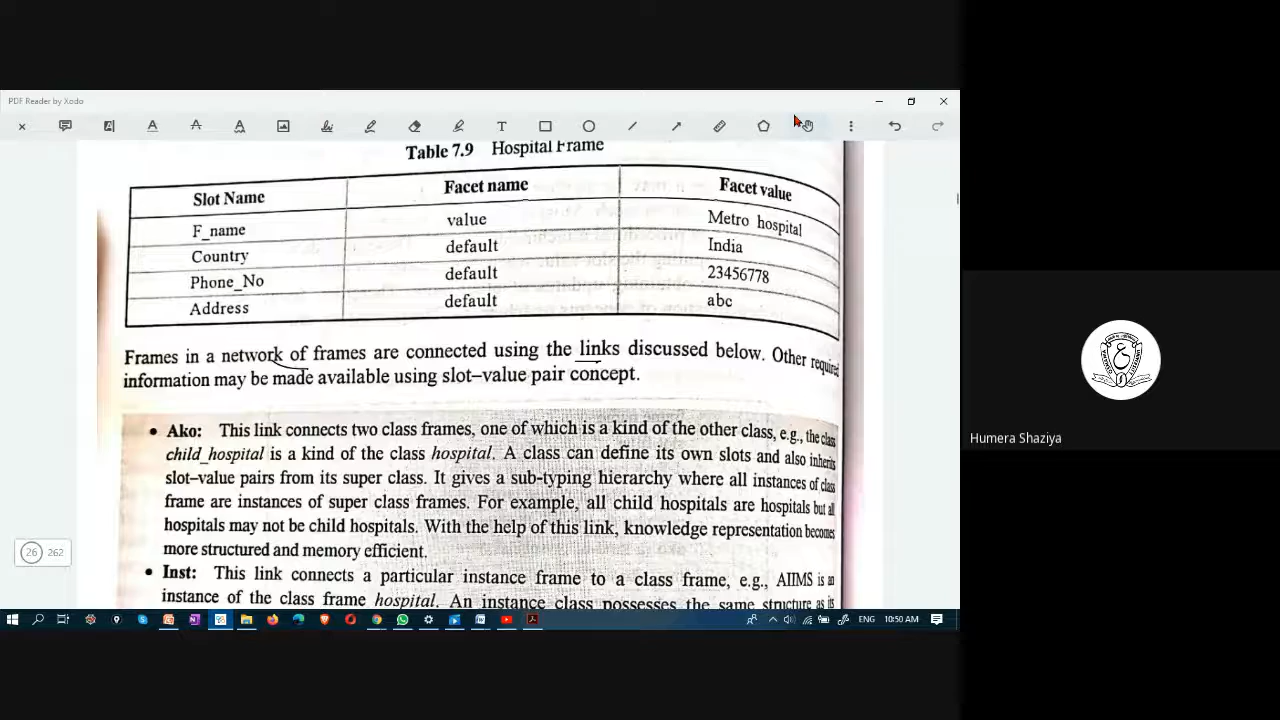 PDF Reader by Xodo
Table 7.9 Hospital Frame
Slot Name Facet name Facet value
F_name value Metro hospital
Country default India
Phone_No default 23456778
Address default abc
Frames in a network of frames are connected using the links discussed below. Other required
information may be made available using slot–value pair concept.
• Ako: This link connects two class frames, one of which is a kind of the other class, e.g., the class
child_hospital is a kind of the class hospital. A class can define its own slots and also inherits
slot–value pairs from its super class. It gives a sub-typing hierarchy where all instances of class
frame are instances of super class frames. For example, all child hospitals are hospitals but all
hospitals may not be child hospitals. With the help of this link, knowledge representation becomes
more structured and memory efficient.
• Inst: This link connects a particular instance frame to a class frame, e.g., AIIMS is an
instance of the class frame hospital. An instance class possesses the same structure as its
26 262
ENG 10:50 AM
Humera Shaziya